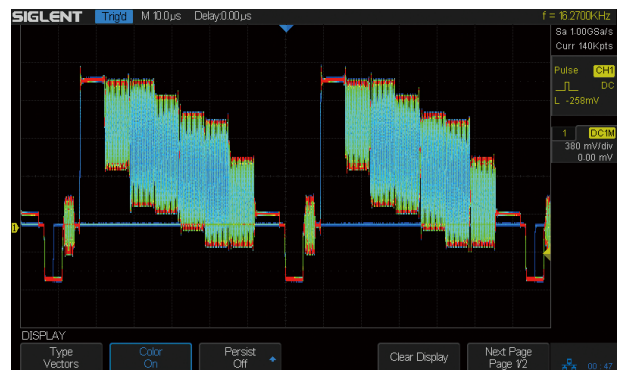 SIGLENT Trig'd M 10.0μs Delay:0.00μs f = 16.2700KHz
Sa 1.00GSa/s
Curr 140Kpts
Pulse CH1
DC
L -258mV
1 DC1M
380 mV/div
0.00 mV
1
DISPLAY
Type Vectors
Color On
Persist Off
Clear Display
Next Page Page 1/2
00:47